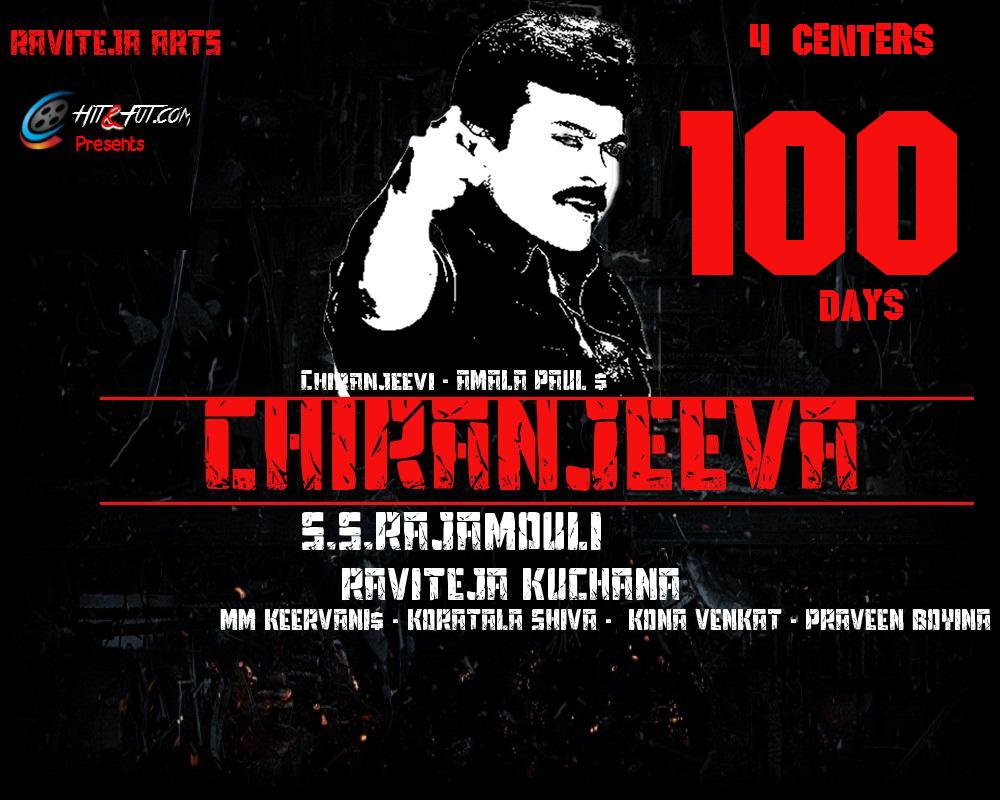 RAVITEJA ARTS
4 CENTERS
HIT&FUT.COM
Presents
100
DAYS
CHIRANJEEVI - AMALA PAUL $
CHIRANJEEVA
S.S.RAJAMOULI
RAVITEJA KUCHANA
MM KEERVANI$ - KORATALA SHIVA - KONA VENKAT - PRAVEEN BOYINA